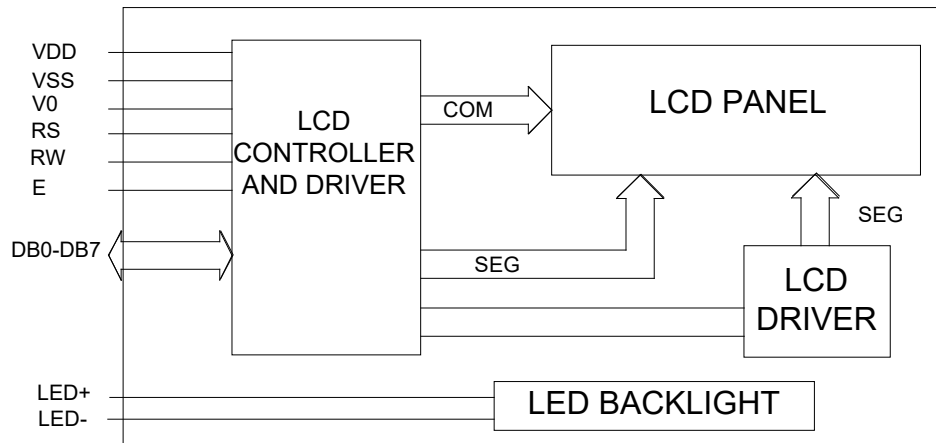 VDD
VSS
V0
RS
RW
E
DB0-DB7
LED+
LED-
LCD
CONTROLLER
AND DRIVER
COM
SEG
LCD PANEL
SEG
LCD
DRIVER
LED BACKLIGHT